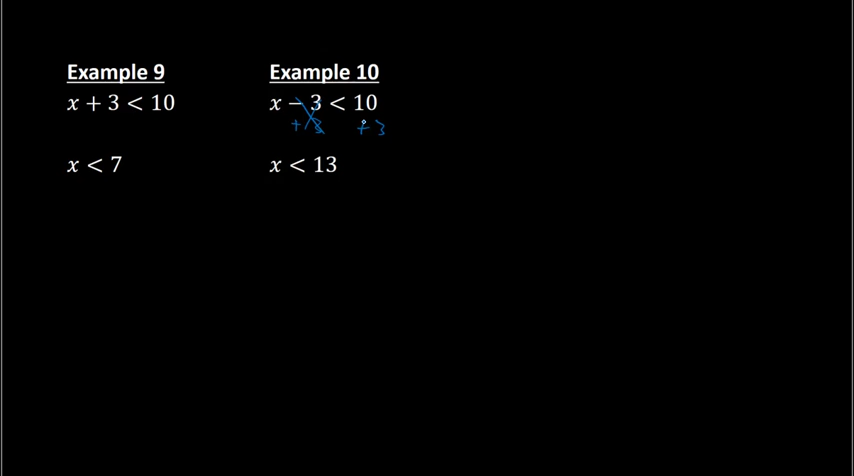 Example 9
x + 3 < 10
x < 7
Example 10
x − 3 < 10
+ 3 + 3
x < 13